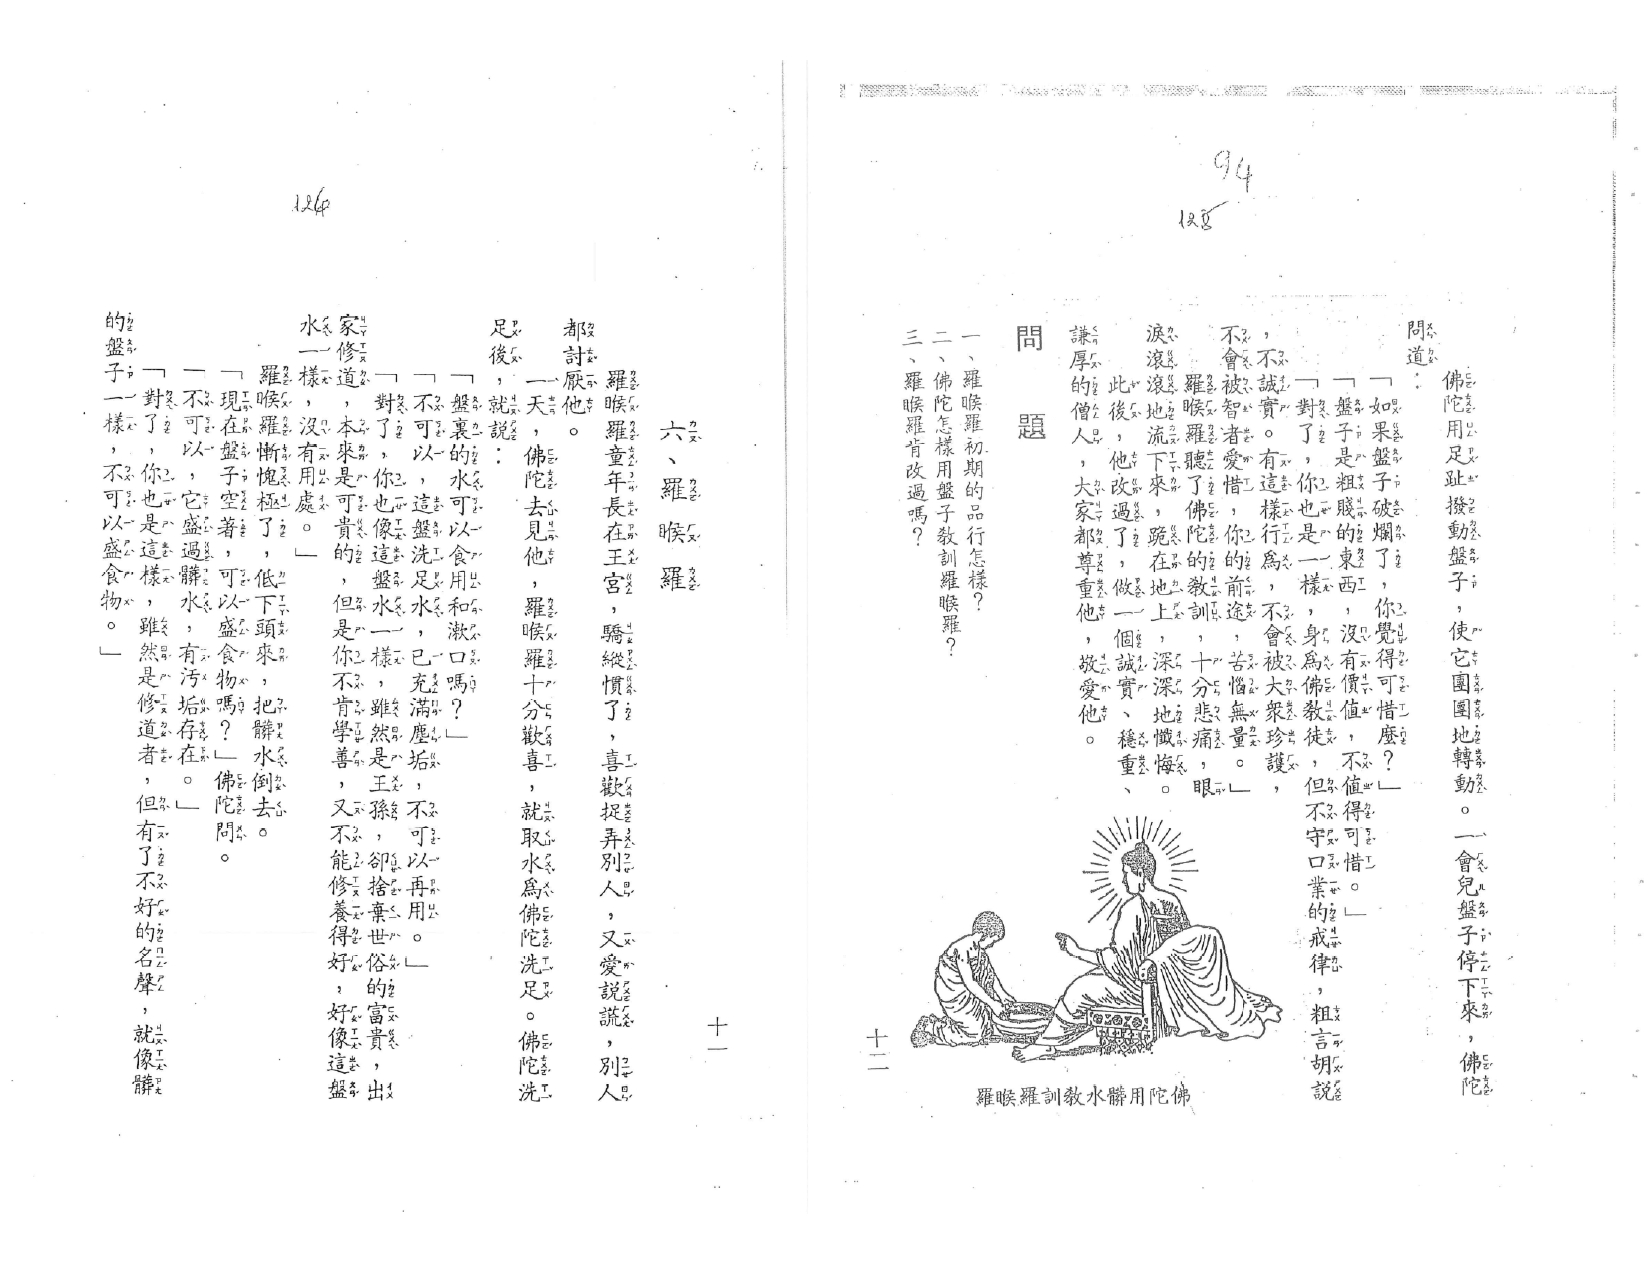 124
六、羅睺羅
羅睺羅童年長在王宮，驕縱慣了，喜歡捉弄別人，又愛説謊，別人
都討厭他。
一天，佛陀去見他，羅睺羅十分歡喜，就取水爲佛陀洗足。佛陀洗
足後，就説：
「盤裏的水可以食用和漱口嗎？」
「不可以，這盤洗足水，已充滿塵垢，不可以再用。」
「對了，你也像這盤水一樣，雖然是王孫，卻捨棄世俗的富貴，出
家修道，本來是可貴的，但是你不肯學善，又不能修養得好，好像這盤
水一樣，沒有用處。」
羅睺羅慚愧極了，低下頭來，把髒水倒去。
「現在盤子空著，可以盛食物嗎？」佛陀問。
「不可以，它盛過髒水，有污垢存在。」
「對了，你也是這樣，雖然是修道者，但有了不好的名聲，就像髒
的盤子一樣，不可以盛食物。」
十一
94
125
佛陀用足趾撥動盤子，使它團團地轉動。一會兒盤子停下來，佛陀
問道：
「如果盤子破爛了，你覺得可惜麼？」
「盤子是粗賤的東西，沒有價值，不值得可惜。」
「對了，你也是一樣，身爲佛教徒，但不守口業的戒律，粗言胡説
，不誠實。有這樣行爲，不會被大衆珍護，
不會被智者愛惜，你的前途，苦惱無量。」
羅睺羅聽了佛陀的教訓，十分悲痛，眼
淚滾滾地流下來，跪在地上，深深地懺悔。
此後，他改過了，做一個誠實、穩重、
謙厚的僧人，大家都尊重他，敬愛他。
問題
一、羅睺羅初期的品行怎樣？
二、佛陀怎樣用盤子教訓羅睺羅？
三、羅睺羅肯改過嗎？
佛陀用髒水教訓羅睺羅
十二